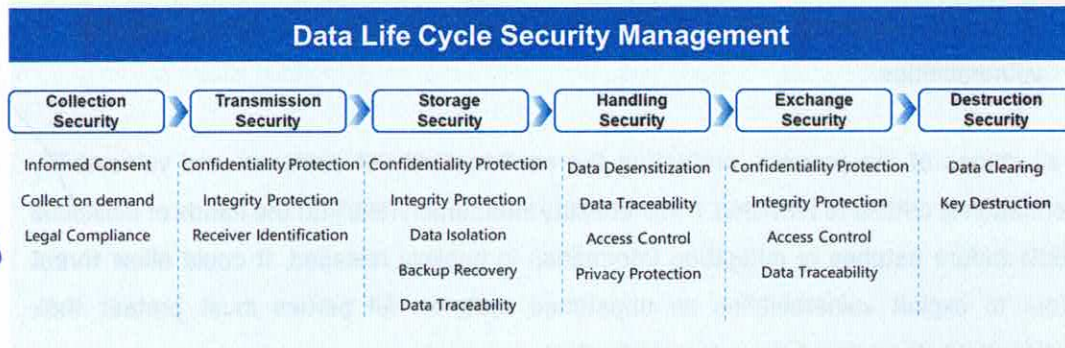 Data Life Cycle Security Management
Collection
Security
Transmission
Security
Storage
Security
Handling
Security
Exchange
Security
Destruction
Security
Informed Consent
Collect on demand
Legal Compliance
Confidentiality Protection
Integrity Protection
Receiver Identification
Confidentiality Protection
Integrity Protection
Data Isolation
Backup Recovery
Data Traceability
Data Desensitization
Data Traceability
Access Control
Privacy Protection
Confidentiality Protection
Integrity Protection
Access Control
Data Traceability
Data Clearing
Key Destruction